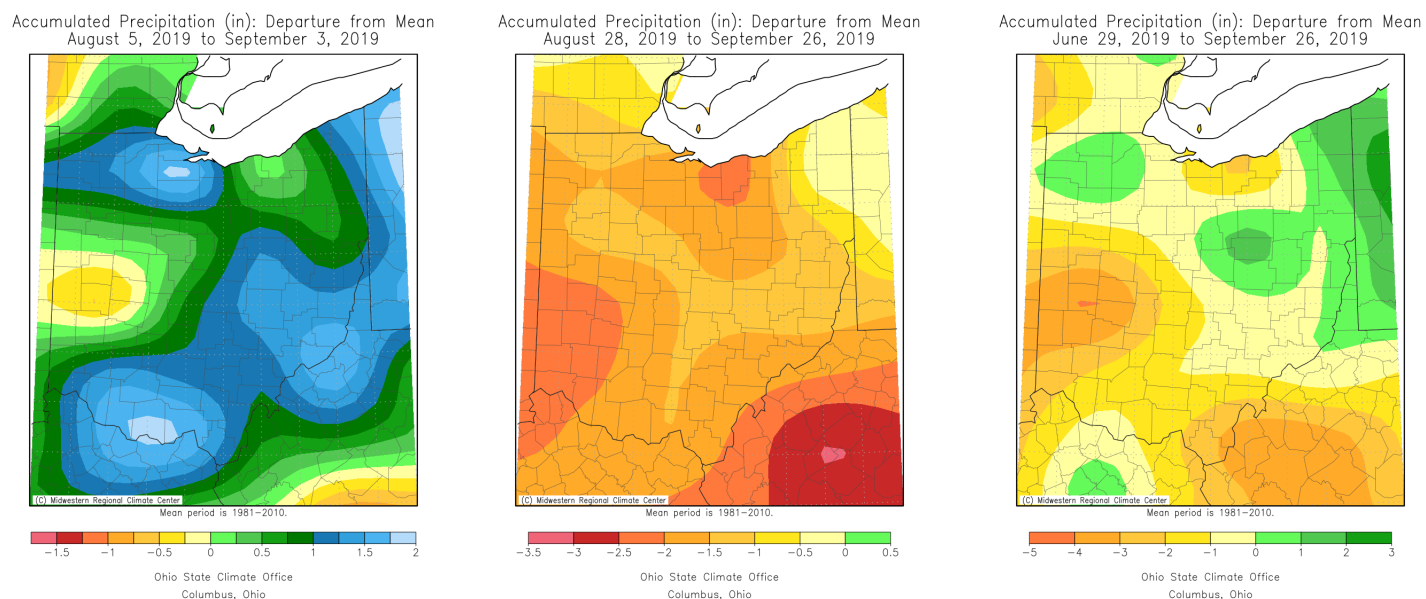 Accumulated Precipitation (in): Departure from Mean
August 5, 2019 to September 3, 2019
(C) Midwestern Regional Climate Center
Mean period is 1981–2010.
−1.5 −1 −0.5 0 0.5 1 1.5 2
Ohio State Climate Office
Columbus, Ohio
Accumulated Precipitation (in): Departure from Mean
August 28, 2019 to September 26, 2019
(C) Midwestern Regional Climate Center
Mean period is 1981–2010.
−3.5 −3 −2.5 −2 −1.5 −1 −0.5 0 0.5
Ohio State Climate Office
Columbus, Ohio
Accumulated Precipitation (in): Departure from Mean
June 29, 2019 to September 26, 2019
(C) Midwestern Regional Climate Center
Mean period is 1981–2010.
−5 −4 −3 −2 −1 0 1 2 3
Ohio State Climate Office
Columbus, Ohio